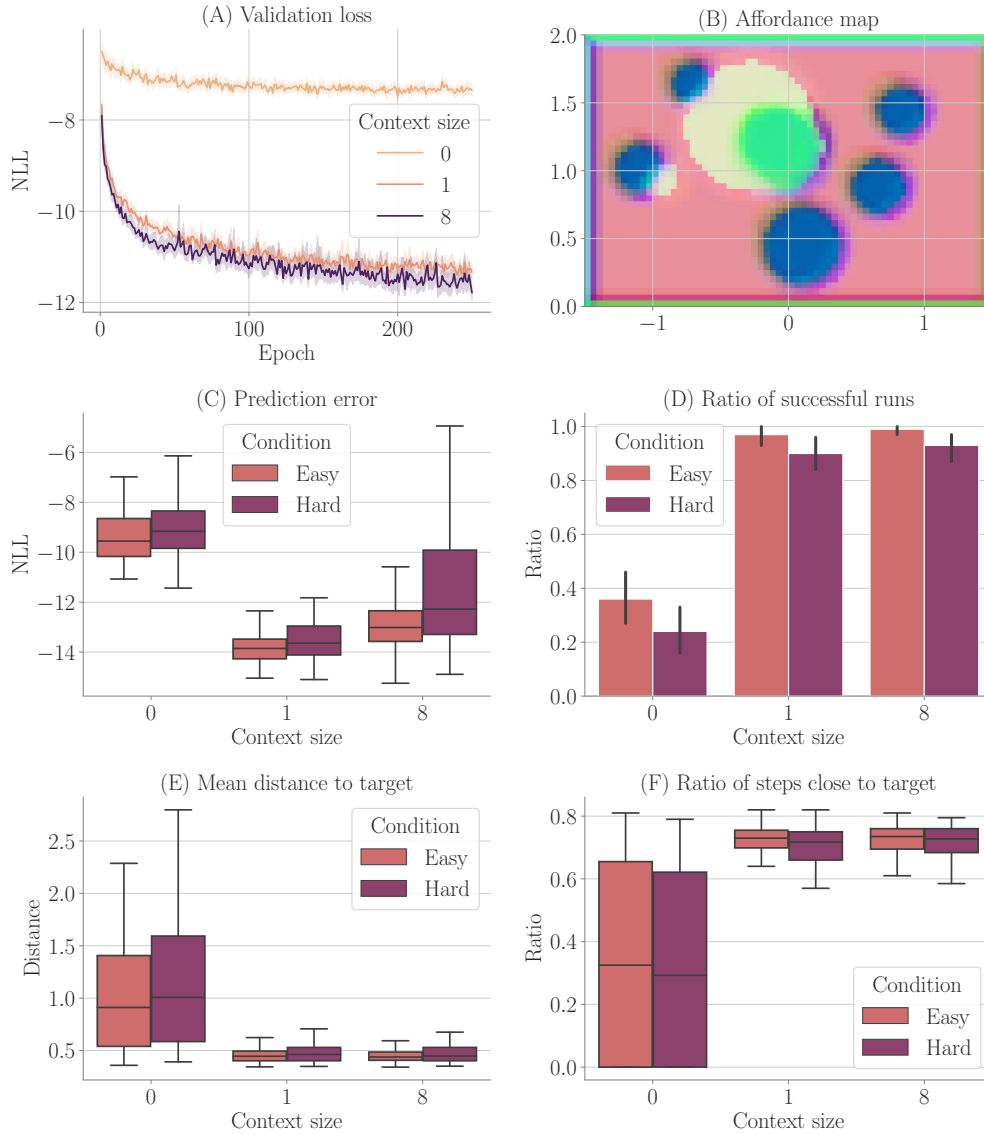 (A) Validation loss
NLL
−8
−10
−12
0
100
200
Epoch
Context size
0
1
8
(B) Affordance map
2.0
1.5
1.0
0.5
0.0
−1
0
1
(C) Prediction error
NLL
−6
−8
−10
−12
−14
Condition
Easy
Hard
0
1
8
Context size
(D) Ratio of successful runs
Ratio
1.0
0.8
0.6
0.4
0.2
0.0
Condition
Easy
Hard
0
1
8
Context size
(E) Mean distance to target
Distance
2.5
2.0
1.5
1.0
0.5
Condition
Easy
Hard
0
1
8
Context size
(F) Ratio of steps close to target
Ratio
0.8
0.6
0.4
0.2
0.0
Condition
Easy
Hard
0
1
8
Context size